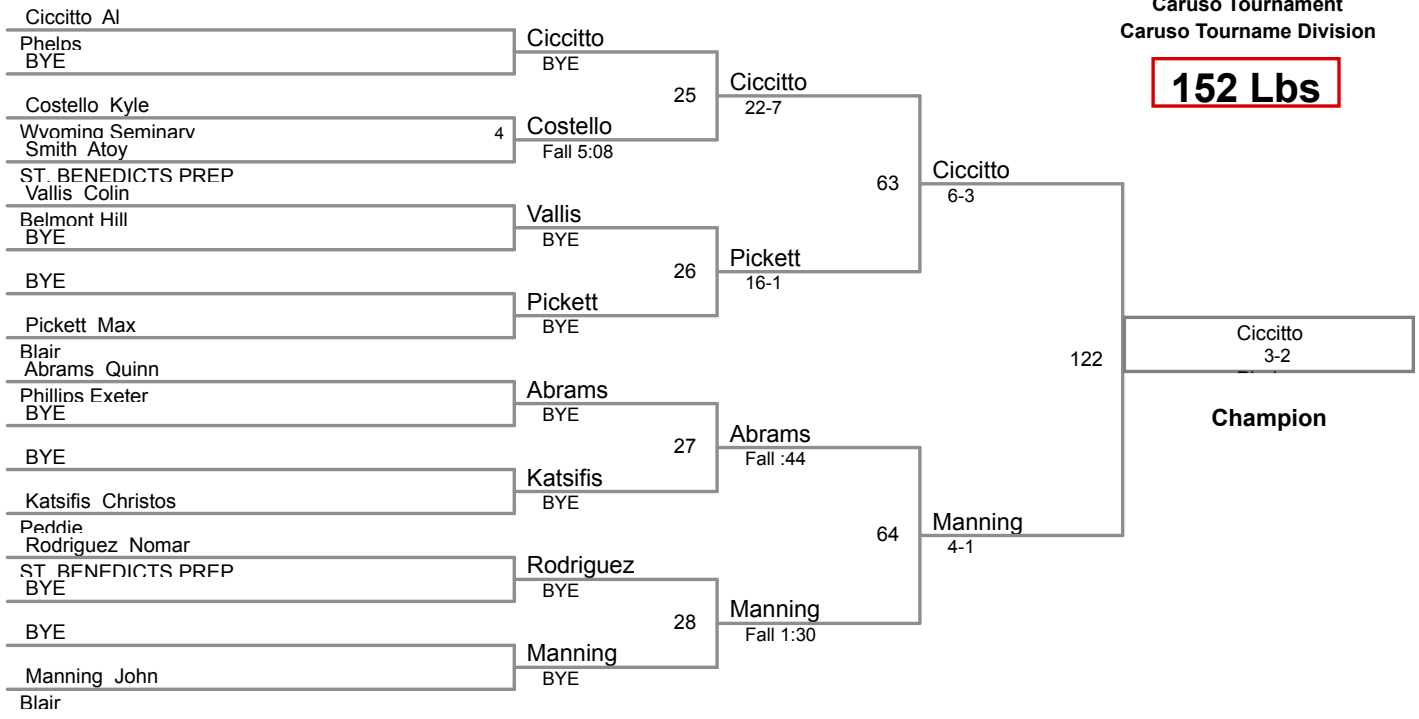 Caruso Tournament
Caruso Tourname Division
152 Lbs
Ciccitto Al
Phelps
BYE
Costello Kyle
Wyoming Seminary
Smith Atoy
ST. BENEDICTS PREP
Vallis Colin
Belmont Hill
BYE
BYE
Pickett Max
Blair
Abrams Quinn
Phillips Exeter
BYE
BYE
Katsifis Christos
Peddie
Rodriguez Nomar
ST. BENEDICTS PREP
BYE
BYE
Manning John
Blair
4
Ciccitto
BYE
Costello
Fall 5:08
Vallis
BYE
Pickett
BYE
Abrams
BYE
Katsifis
BYE
Rodriguez
BYE
Manning
BYE
25
26
27
28
Ciccitto
22-7
Pickett
16-1
Abrams
Fall :44
Manning
Fall 1:30
63
64
Ciccitto
6-3
Manning
4-1
122
Ciccitto
3-2
Champion